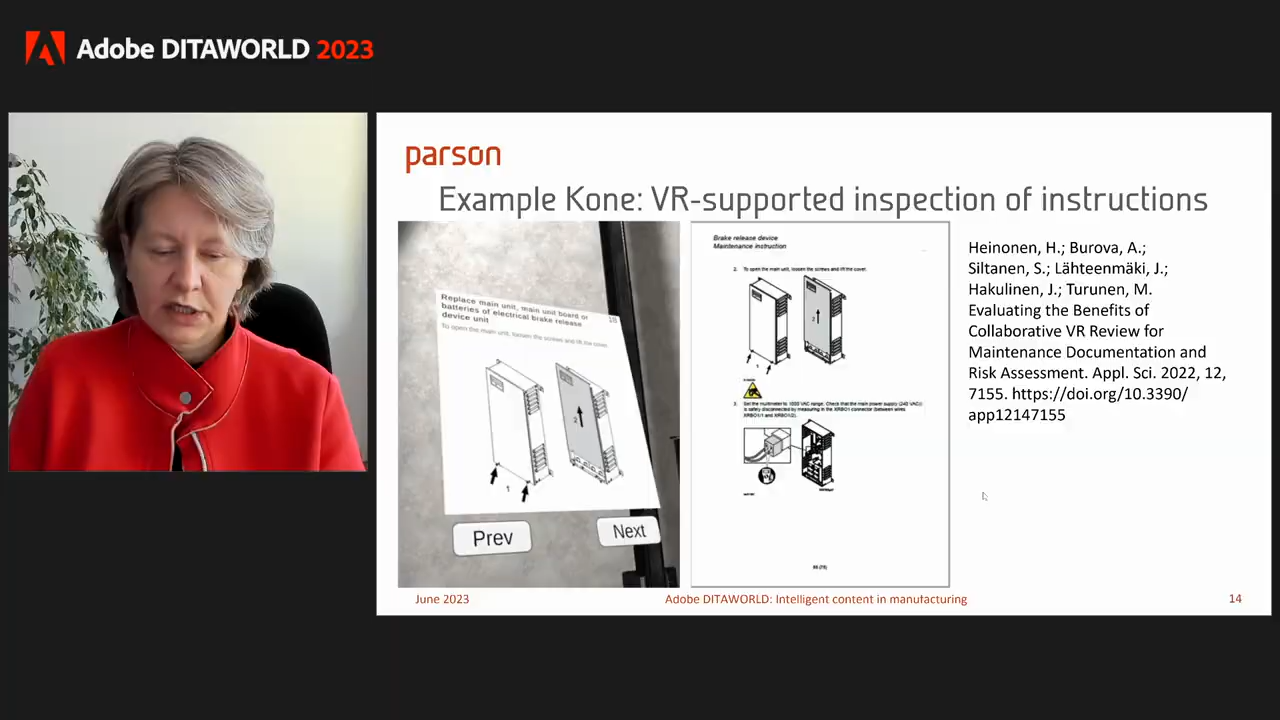 Adobe DITAWORLD 2023
parson
Example Kone: VR-supported inspection of instructions
Replace main unit, main unit board or
batteries of electrical brake release
device unit
18
To open the main unit, loosen the screws and lift the cover.
2
1
Prev
Next
Brake release device
Maintenance instruction
2. To open the main unit, loosen the screws and lift the cover.
2
1
3. Set the multimeter to 1000 VAC range. Check that the main power supply (240 VAC)
is safely disconnected by measuring in the XRBO1 connector (between wires
XRBO1/1 and XRBO1/2).
Heinonen, H.; Burova, A.;
Siltanen, S.; Lähteenmäki, J.;
Hakulinen, J.; Turunen, M.
Evaluating the Benefits of
Collaborative VR Review for
Maintenance Documentation and
Risk Assessment. Appl. Sci. 2022, 12,
7155. https://doi.org/10.3390/
app12147155
June 2023
Adobe DITAWORLD: Intelligent content in manufacturing
14